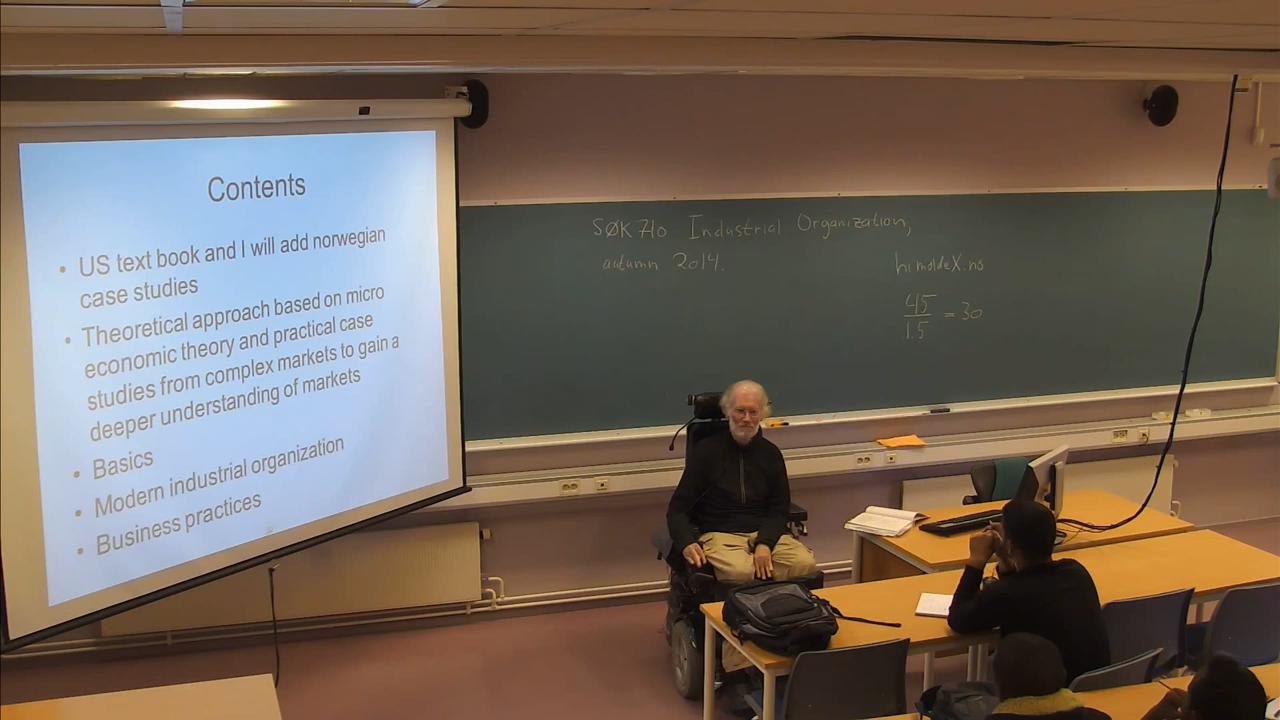 Contents
• US text book and I will add norwegian
case studies
• Theoretical approach based on micro
economic theory and practical case
studies from complex markets to gain a
deeper understanding of markets
• Basics
• Modern industrial organization
• Business practices
SØK710 Industrial Organization,
autumn 2014.
himoldeX.no
45
1.5
= 30